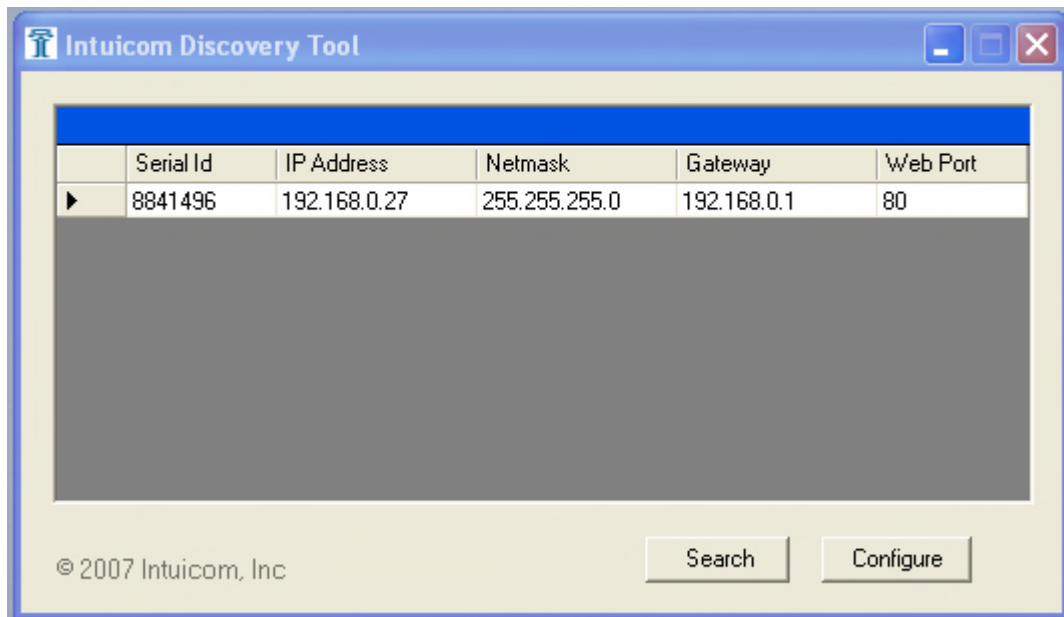 Intuicom Discovery Tool
Serial Id IP Address Netmask Gateway Web Port
8841496 192.168.0.27 255.255.255.0 192.168.0.1 80
Search Configure
© 2007 Intuicom, Inc